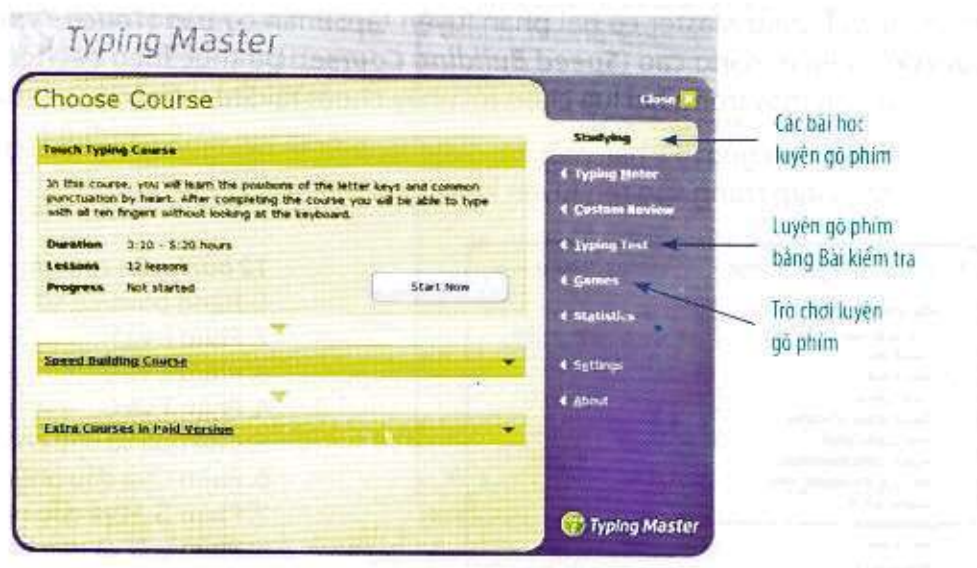 Typing Master
Choose Course
Close
Touch Typing Course
In this course, you will learn the positions of the letter keys and common
punctuation by heart. After completing the course you will be able to type
with all ten fingers without looking at the keyboard.
Duration 3:10 - 5:20 hours
Lessons 12 lessons
Progress Not started
Start Now
Speed Building Course
Extra Courses in Paid Version
Studying
Typing Meter
Custom Review
Typing Test
Games
Statistics
Settings
About
Typing Master
Các bài học
luyện gõ phím
Luyện gõ phím
bằng Bài kiểm tra
Trò chơi luyện
gõ phím